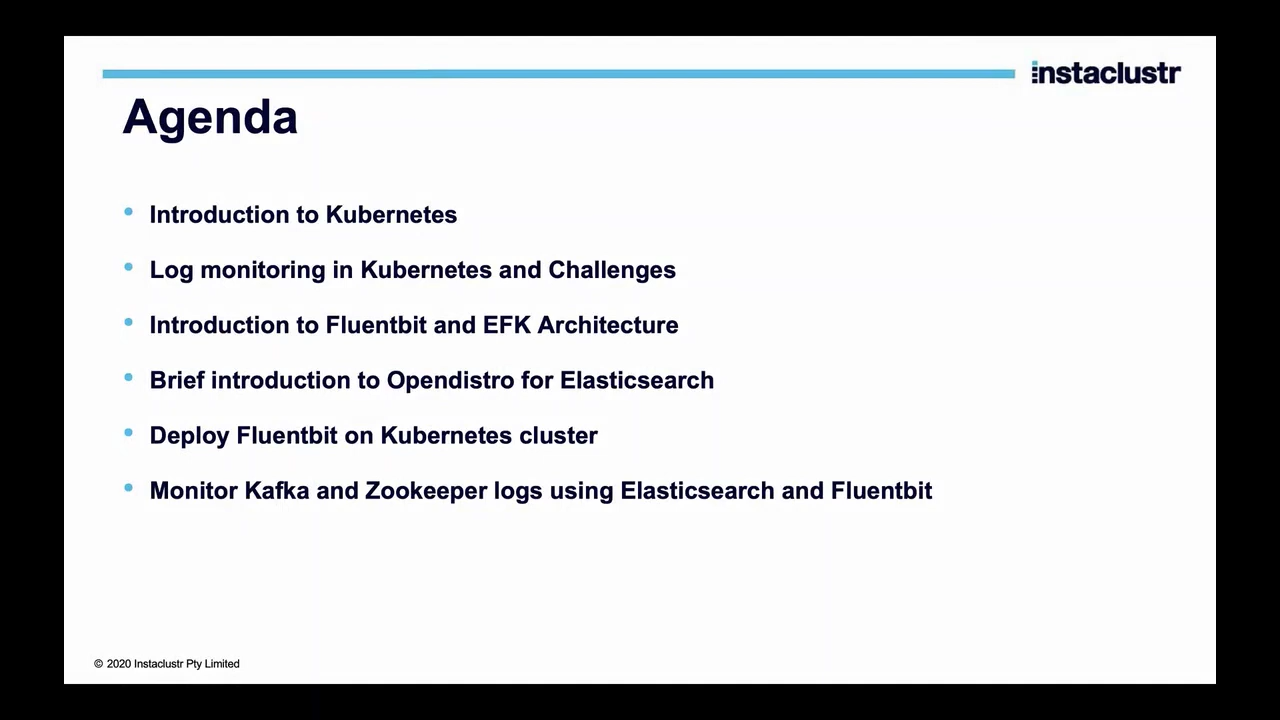 instaclustr
Agenda
• Introduction to Kubernetes
• Log monitoring in Kubernetes and Challenges
• Introduction to Fluentbit and EFK Architecture
• Brief introduction to Opendistro for Elasticsearch
• Deploy Fluentbit on Kubernetes cluster
• Monitor Kafka and Zookeeper logs using Elasticsearch and Fluentbit
© 2020 Instaclustr Pty Limited